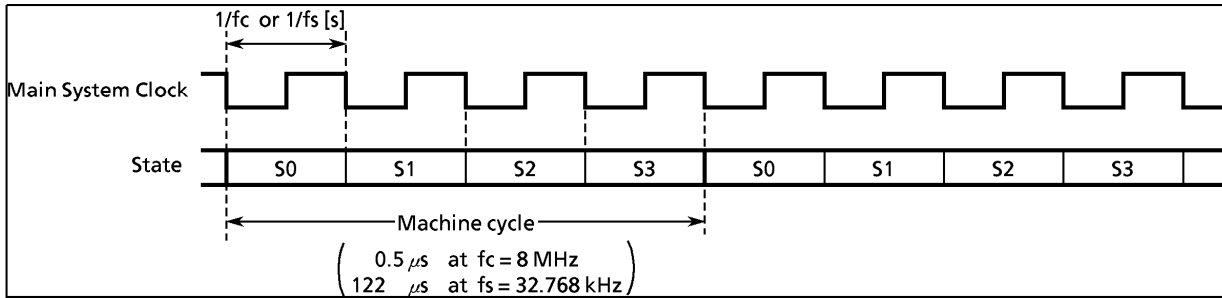 1/fc or 1/fs [s]
Main System Clock
State S0 S1 S2 S3 S0 S1 S2 S3
Machine cycle
0.5 μs at fc = 8 MHz
122 μs at fs = 32.768 kHz